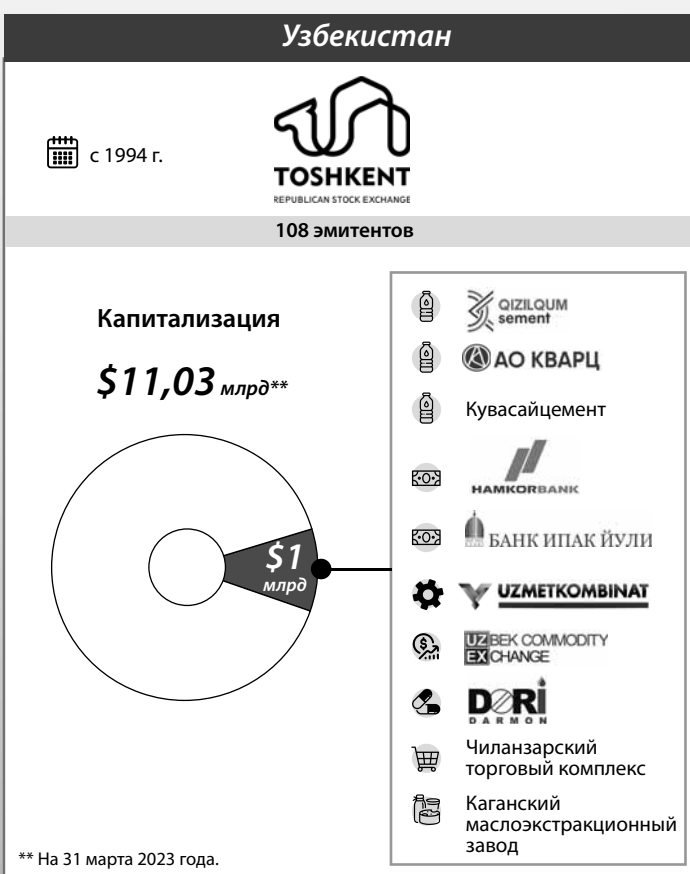 Узбекистан
с 1994 г.
TOSHKENT
REPUBLICAN STOCK EXCHANGE
108 эмитентов
Капитализация
$11,03 млрд**
$1
млрд
QIZILQUM
sement
АО КВАРЦ
Кувасайцемент
HAMKORBANK
БАНК ИПАК ЙУЛИ
UZMETKOMBINAT
UZBEK COMMODITY
EXCHANGE
DORI
DARMON
Чиланзарский
торговый комплекс
Каганский
маслоэкстракционный
завод
** На 31 марта 2023 года.